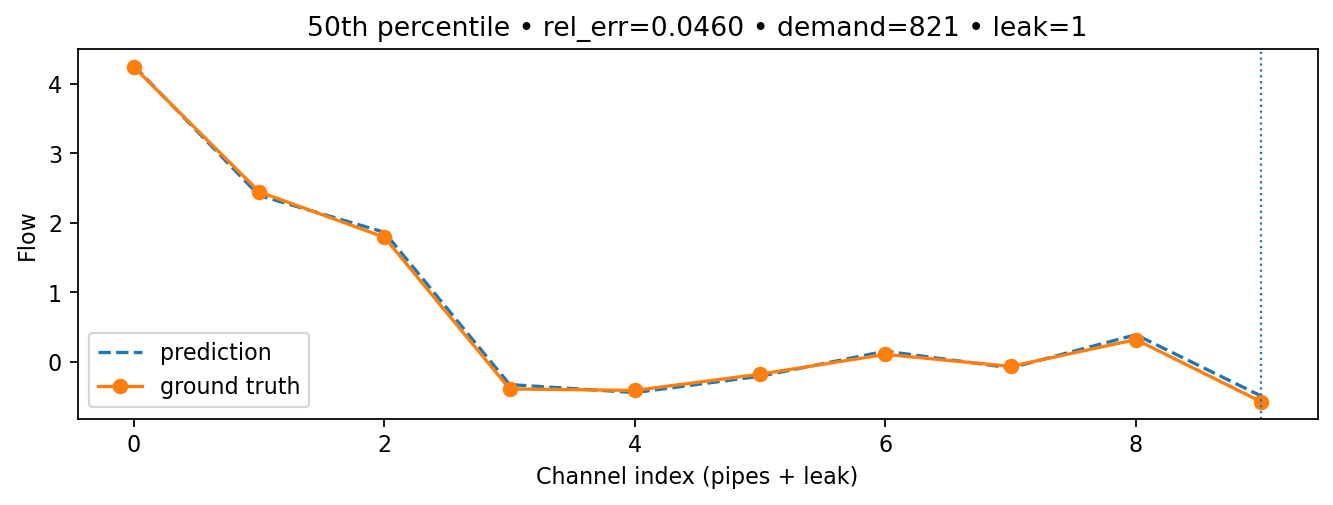 50th percentile • rel_err=0.0460 • demand=821 • leak=1
Flow
4
3
2
1
0
prediction
ground truth
0 2 4 6 8
Channel index (pipes + leak)